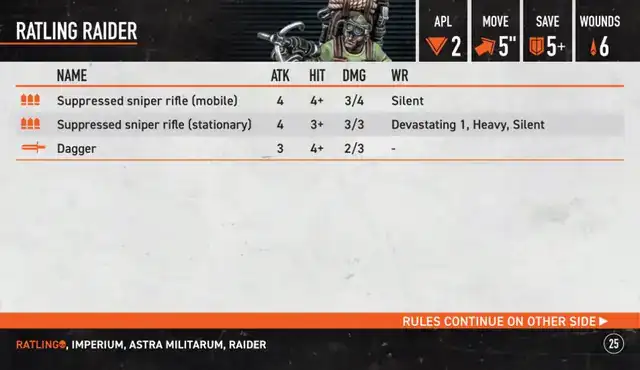 RATLING RAIDER
APL MOVE SAVE WOUNDS
2 5" 5+ 6
NAME ATK HIT DMG WR
Suppressed sniper rifle (mobile) 4 4+ 3/4 Silent
Suppressed sniper rifle (stationary) 4 3+ 3/3 Devastating 1, Heavy, Silent
Dagger 3 4+ 2/3 -
RULES CONTINUE ON OTHER SIDE
RATLING, IMPERIUM, ASTRA MILITARUM, RAIDER 25